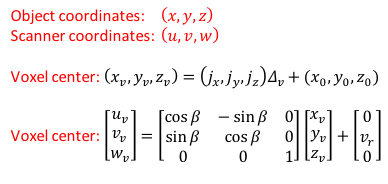 Object coordinates: (x, y, z)
Scanner coordinates: (u, v, w)
Voxel center: (x_v, y_v, z_v) = (j_x, j_y, j_z)Δ_v + (x_0, y_0, z_0)
Voxel center: [u_v v_v w_v] = [cos β − sin β 0; sin β cos β 0; 0 0 1] [x_v y_v z_v] + [0 v_r 0]